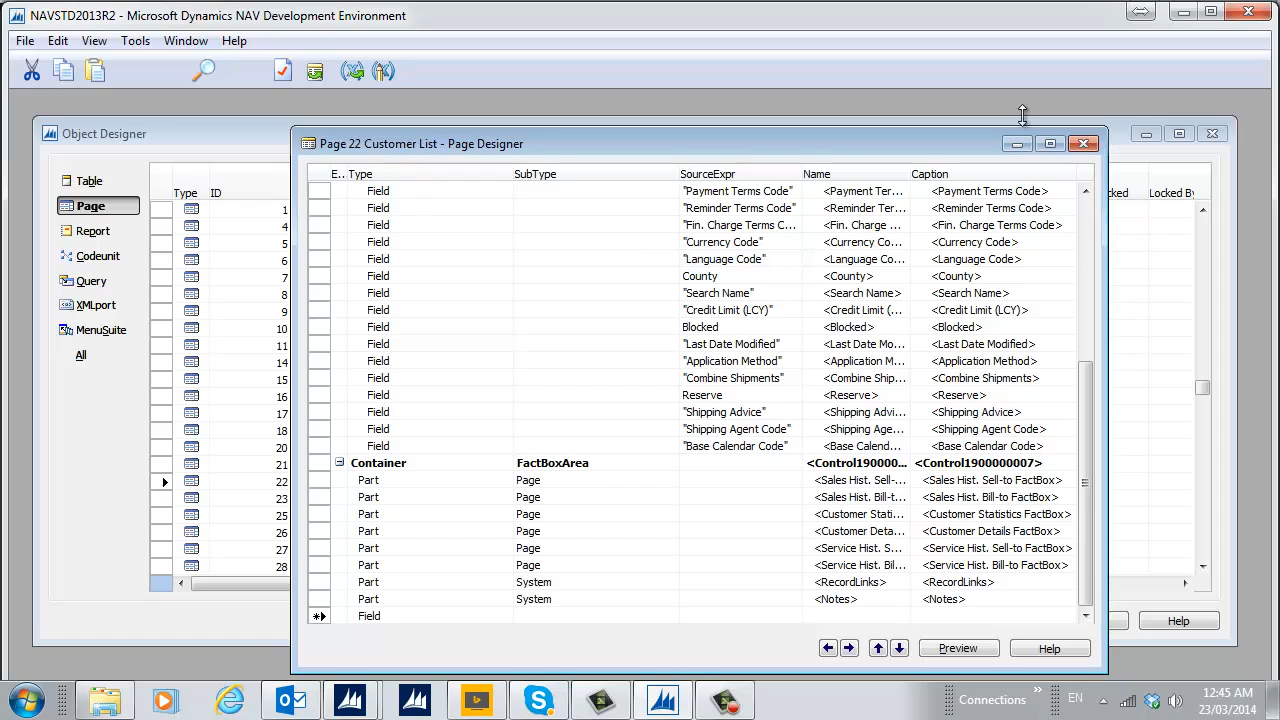 NAVSTD2013R2 - Microsoft Dynamics NAV Development Environment
File Edit View Tools Window Help
Object Designer
Page 22 Customer List - Page Designer
Table
Page
Report
Codeunit
Query
XMLport
MenuSuite
All
Type ID
1
4
5
6
7
8
9
10
11
14
15
16
17
18
20
21
22
23
25
26
27
28
Locked By
E.. Type SubType SourceExpr Name Caption
Field "Payment Terms Code" <Payment Ter... <Payment Terms Code>
Field "Reminder Terms Code" <Reminder Ter... <Reminder Terms Code>
Field "Fin. Charge Terms C... <Fin. Charge ... <Fin. Charge Terms Code>
Field "Currency Code" <Currency Co... <Currency Code>
Field "Language Code" <Language Co... <Language Code>
Field County <County> <County>
Field "Search Name" <Search Name> <Search Name>
Field "Credit Limit (LCY)" <Credit Limit (... <Credit Limit (LCY)>
Field Blocked <Blocked> <Blocked>
Field "Last Date Modified" <Last Date Mo... <Last Date Modified>
Field "Application Method" <Application M... <Application Method>
Field "Combine Shipments" <Combine Ship... <Combine Shipments>
Field Reserve <Reserve> <Reserve>
Field "Shipping Advice" <Shipping Advi... <Shipping Advice>
Field "Shipping Agent Code" <Shipping Age... <Shipping Agent Code>
Field "Base Calendar Code" <Base Calend... <Base Calendar Code>
Container FactBoxArea <Control19000... <Control1900000007>
Part Page <Sales Hist. Sell-... <Sales Hist. Sell-to FactBox>
Part Page <Sales Hist. Bill-t... <Sales Hist. Bill-to FactBox>
Part Page <Customer Stati... <Customer Statistics FactBox>
Part Page <Customer Deta... <Customer Details FactBox>
Part Page <Service Hist. S... <Service Hist. Sell-to FactBox>
Part Page <Service Hist. Bil... <Service Hist. Bill-to FactBox>
Part System <RecordLinks> <RecordLinks>
Part System <Notes> <Notes>
Field
Preview Help
Help
Connections EN
12:45 AM
23/03/2014